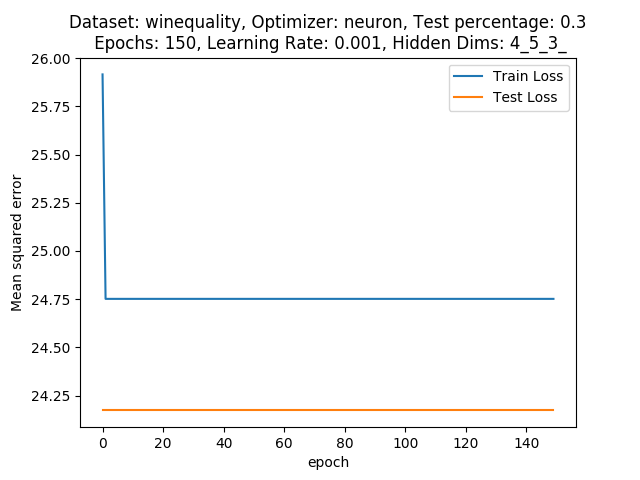 Dataset: winequality, Optimizer: neuron, Test percentage: 0.3
Epochs: 150, Learning Rate: 0.001, Hidden Dims: 4_5_3_
26.00
25.75
25.50
25.25
25.00
24.75
24.50
24.25
Mean squared error
Train Loss
Test Loss
0 20 40 60 80 100 120 140
epoch